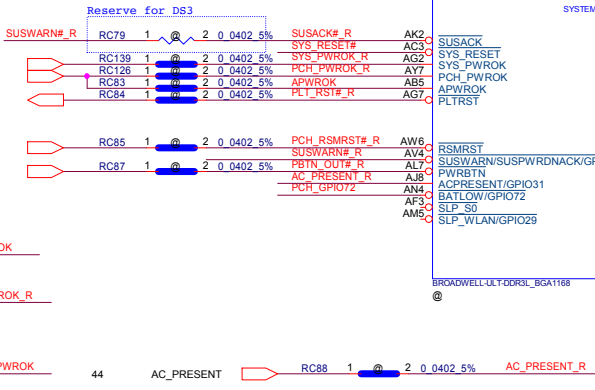 Reserve for DS3
SYSTEM
SUSWARN#_R RC79 1 @ 2 0_0402_5% SUSACK#_R AK2 SUSACK
SYS_RESET# AC3 SYS_RESET
RC139 1 @ 2 0_0402_5% SYS_PWROK_R AG2 SYS_PWROK
RC126 1 @ 2 0_0402_5% PCH_PWROK_R AY7 PCH_PWROK
RC83 1 @ 2 0_0402_5% APWROK AB5 APWROK
RC84 1 @ 2 0_0402_5% PLT_RST#_R AG7 PLTRST
RC85 1 @ 2 0_0402_5% PCH_RSMRST#_R AW6 RSMRST
SUSWARN#_R AV4 SUSWARN/SUSPWRDNACK/GP
RC87 1 @ 2 0_0402_5% PBTN_OUT#_R AL7 PWRBTN
AC_PRESENT_R AJ8 ACPRESENT/GPIO31
PCH_GPIO72 AN4 BATLOW/GPIO72
AF3 SLP_S0
AM5 SLP_WLAN/GPIO29
OK
BROADWELL-ULT-DDR3L_BGA1168
ROK_R
@
PWROK 44 AC_PRESENT RC88 1 @ 2 0_0402_5% AC_PRESENT_R